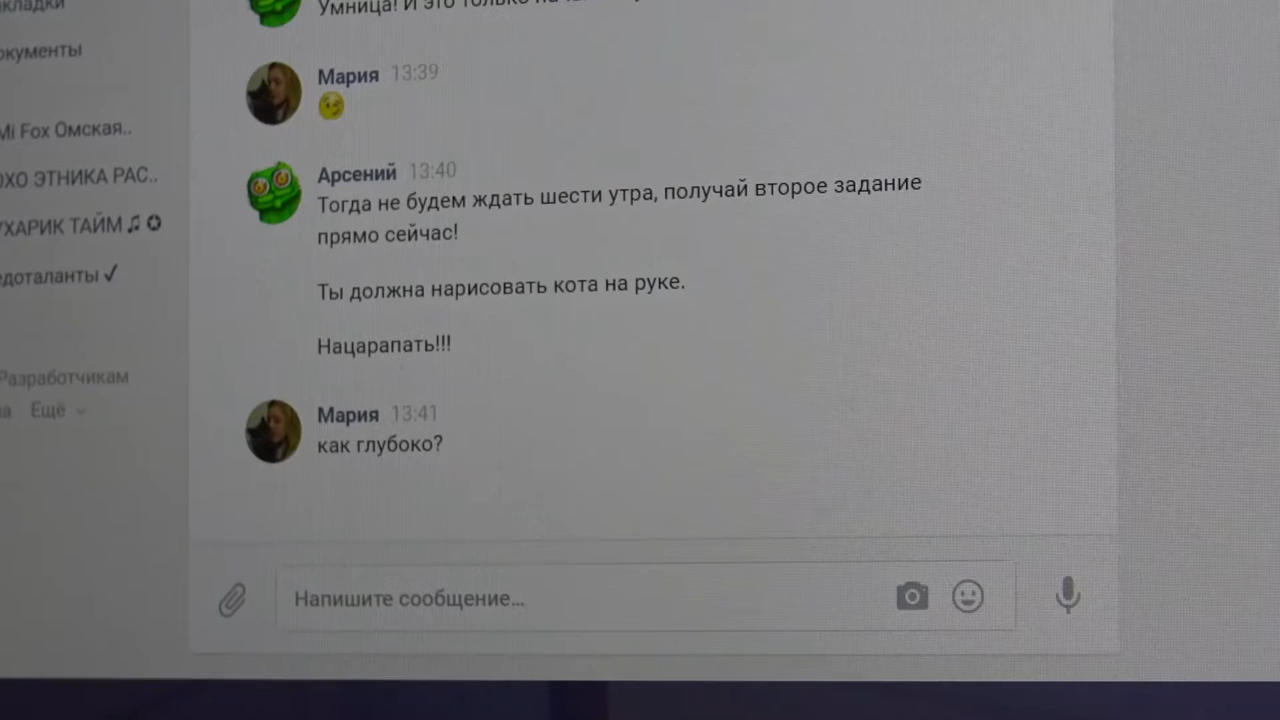 Умница! И это только
Мария 13:39
Арсений 13:40
Тогда не будем ждать шести утра, получай второе задание
прямо сейчас!
Ты должна нарисовать кота на руке.
Нацарапать!!!
Мария 13:41
как глубоко?
Напишите сообщение...
окументы
Mi Fox Омская..
ОХО ЭТНИКА РАС..
УХАРИК ТАЙМ ♫ ✪
едоталанты ✓
Разработчикам
Ещё